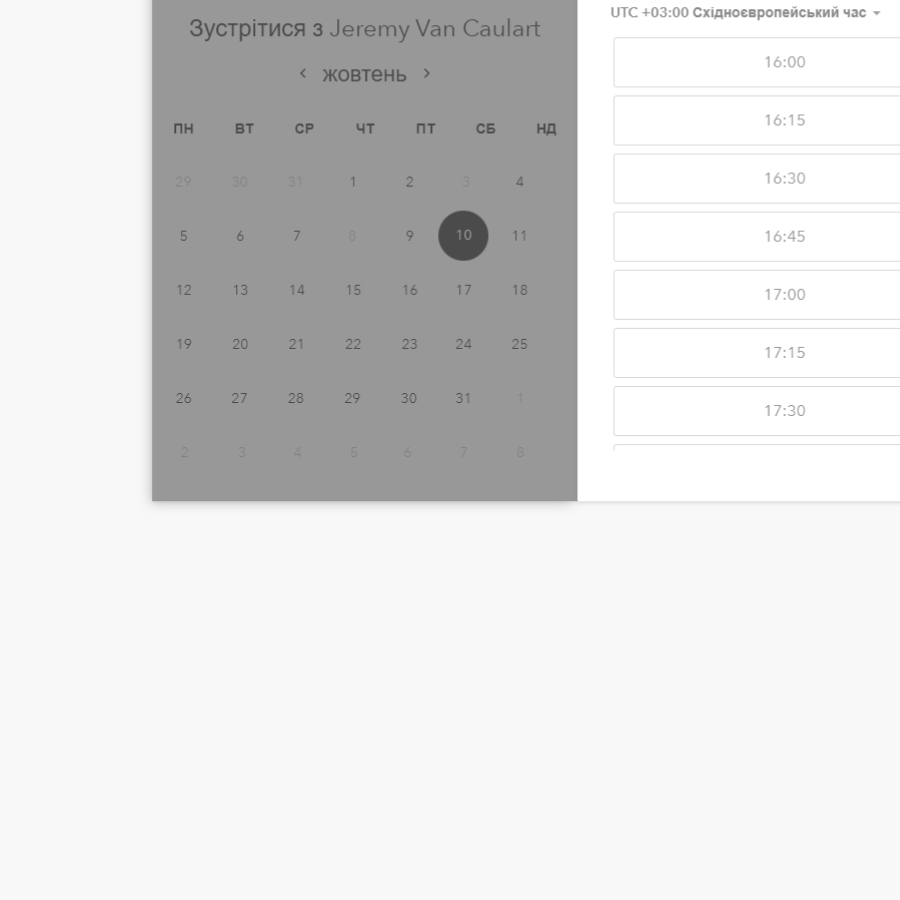 Зустрітися з Jeremy Van Caulart
жовтень
ПН ВТ СР ЧТ ПТ СБ НД
29 30 31 1 2 3 4
5 6 7 8 9 10 11
12 13 14 15 16 17 18
19 20 21 22 23 24 25
26 27 28 29 30 31 1
2 3 4 5 6 7 8
UTC +03:00 Східноєвропейський час
16:00
16:15
16:30
16:45
17:00
17:15
17:30